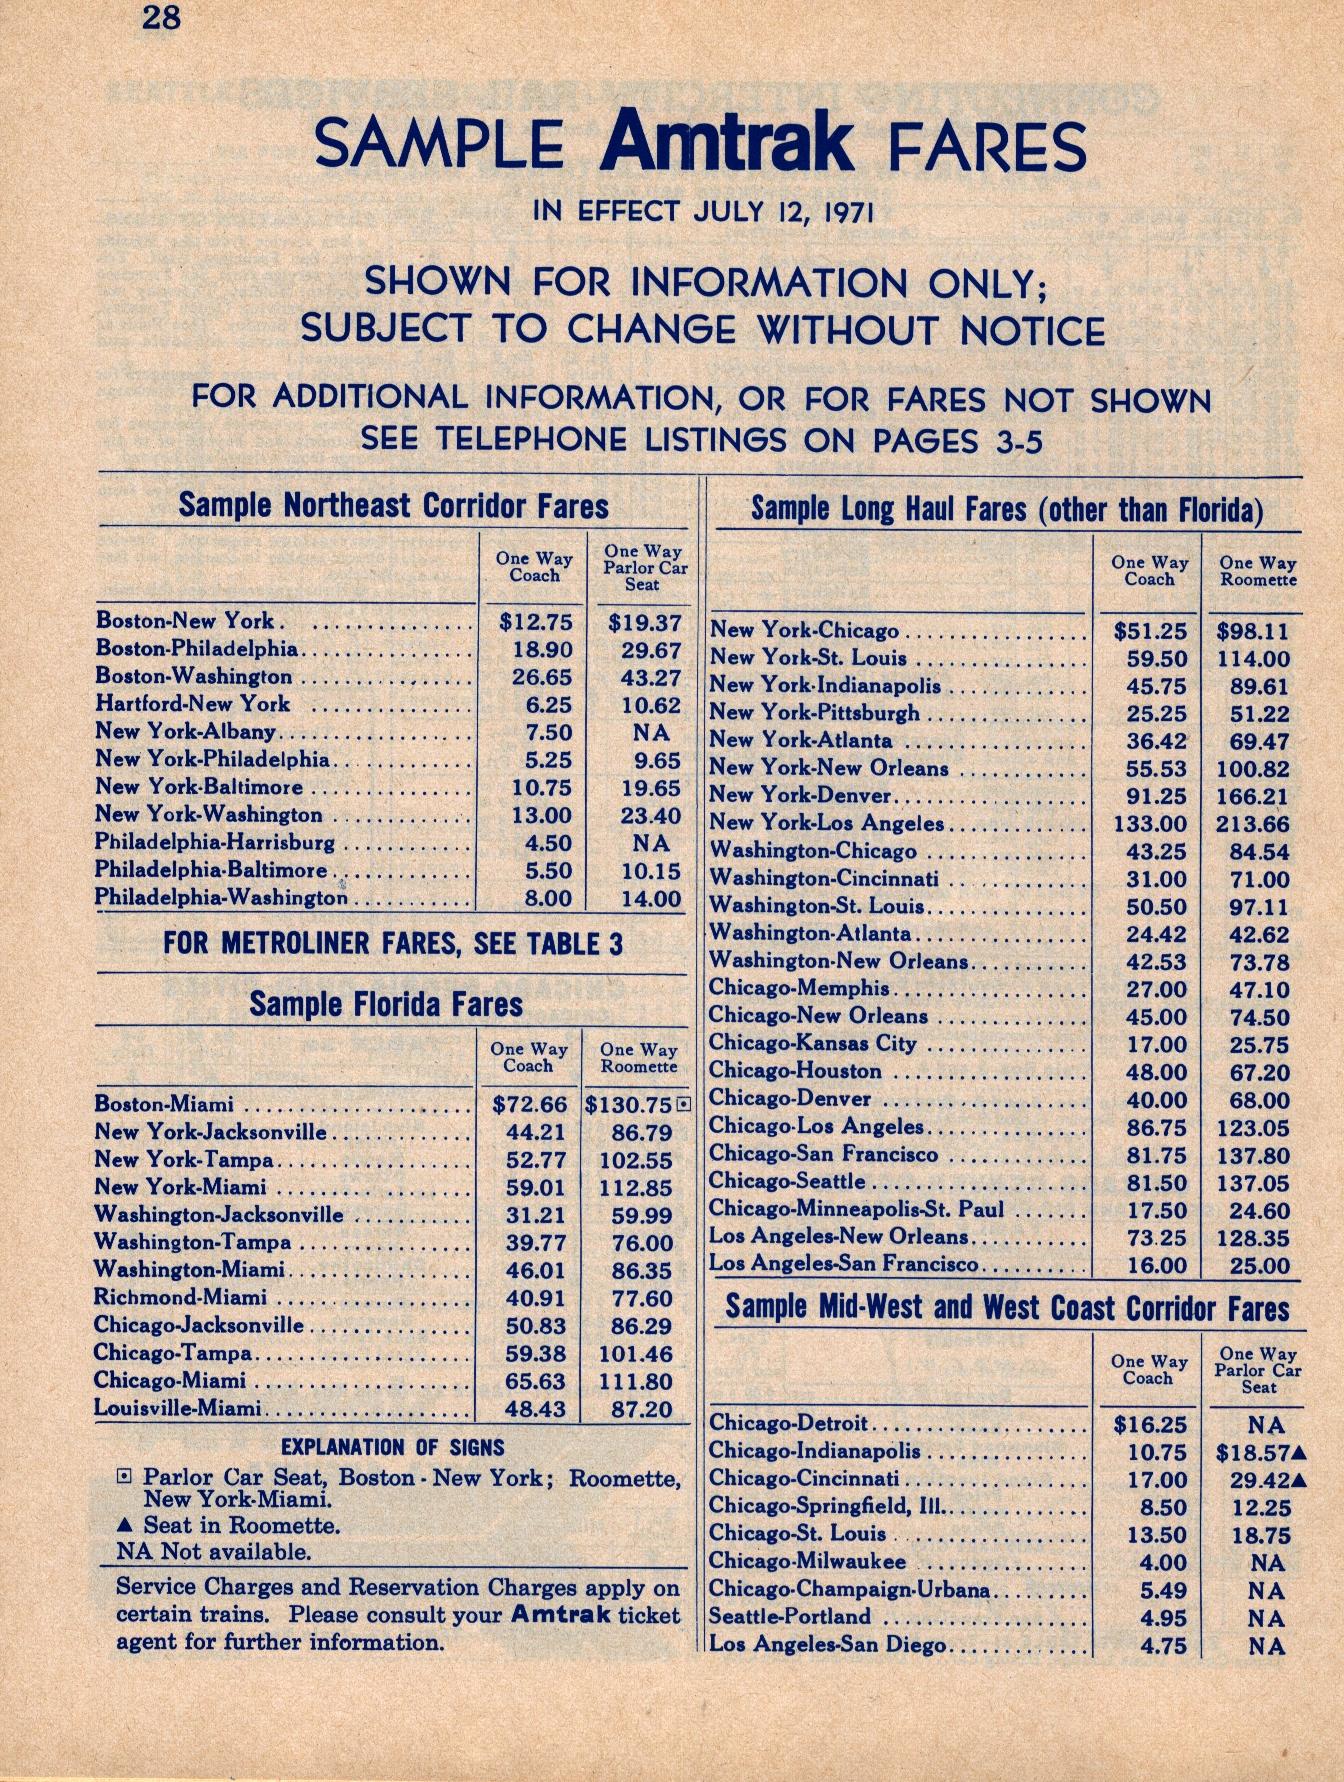 28
SAMPLE Amtrak FARES
IN EFFECT JULY 12, 1971
SHOWN FOR INFORMATION ONLY;
SUBJECT TO CHANGE WITHOUT NOTICE
FOR ADDITIONAL INFORMATION, OR FOR FARES NOT SHOWN
SEE TELEPHONE LISTINGS ON PAGES 3-5
Sample Northeast Corridor Fares
One Way Coach One Way Parlor Car Seat
Boston-New York. ............... $12.75 $19.37
Boston-Philadelphia............... 18.90 29.67
Boston-Washington ............... 26.65 43.27
Hartford-New York ............... 6.25 10.62
New York-Albany................. 7.50 NA
New York-Philadelphia............ 5.25 9.65
New York-Baltimore .............. 10.75 19.65
New York-Washington ............ 13.00 23.40
Philadelphia-Harrisburg ........... 4.50 NA
Philadelphia-Baltimore............ 5.50 10.15
Philadelphia-Washington .......... 8.00 14.00
FOR METROLINER FARES, SEE TABLE 3
Sample Florida Fares
One Way Coach One Way Roomette
Boston-Miami .................... $72.66 $130.75⊡
New York-Jacksonville............ 44.21 86.79
New York-Tampa................. 52.77 102.55
New York-Miami ................. 59.01 112.85
Washington-Jacksonville .......... 31.21 59.99
Washington-Tampa ............... 39.77 76.00
Washington-Miami................ 46.01 86.35
Richmond-Miami ................. 40.91 77.60
Chicago-Jacksonville.............. 50.83 86.29
Chicago-Tampa................... 59.38 101.46
Chicago-Miami ................... 65.63 111.80
Louisville-Miami.................. 48.43 87.20
EXPLANATION OF SIGNS
⊡ Parlor Car Seat, Boston - New York; Roomette,
New York-Miami.
▲ Seat in Roomette.
NA Not available.
Service Charges and Reservation Charges apply on
certain trains. Please consult your Amtrak ticket
agent for further information.
Sample Long Haul Fares (other than Florida)
One Way Coach One Way Roomette
New York-Chicago ................ $51.25 $98.11
New York-St. Louis ............... 59.50 114.00
New York-Indianapolis ............ 45.75 89.61
New York-Pittsburgh .............. 25.25 51.22
New York-Atlanta ................ 36.42 69.47
New York-New Orleans ........... 55.53 100.82
New York-Denver................. 91.25 166.21
New York-Los Angeles............ 133.00 213.66
Washington-Chicago .............. 43.25 84.54
Washington-Cincinnati ............ 31.00 71.00
Washington-St. Louis.............. 50.50 97.11
Washington-Atlanta............... 24.42 42.62
Washington-New Orleans.......... 42.53 73.78
Chicago-Memphis................. 27.00 47.10
Chicago-New Orleans ............. 45.00 74.50
Chicago-Kansas City .............. 17.00 25.75
Chicago-Houston ................. 48.00 67.20
Chicago-Denver .................. 40.00 68.00
Chicago-Los Angeles.............. 86.75 123.05
Chicago-San Francisco ............ 81.75 137.80
Chicago-Seattle................... 81.50 137.05
Chicago-Minneapolis-St. Paul ....... 17.50 24.60
Los Angeles-New Orleans.......... 73.25 128.35
Los Angeles-San Francisco......... 16.00 25.00
Sample Mid-West and West Coast Corridor Fares
One Way Coach One Way Parlor Car Seat
Chicago-Detroit................... $16.25 NA
Chicago-Indianapolis .............. 10.75 $18.57▲
Chicago-Cincinnati................ 17.00 29.42▲
Chicago-Springfield, Ill............ 8.50 12.25
Chicago-St. Louis ................. 13.50 18.75
Chicago-Milwaukee ............... 4.00 NA
Chicago-Champaign-Urbana........ 5.49 NA
Seattle-Portland .................. 4.95 NA
Los Angeles-San Diego............ 4.75 NA